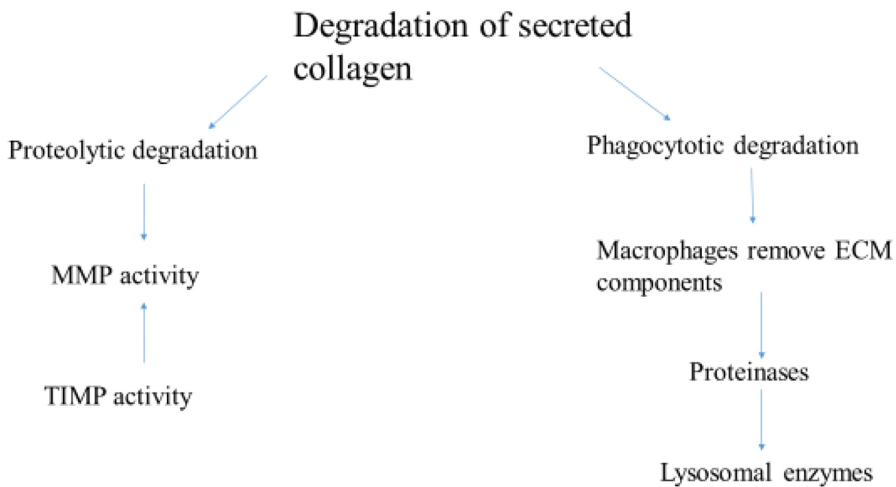 Degradation of secreted
collagen
Proteolytic degradation
Phagocytotic degradation
MMP activity
Macrophages remove ECM
components
TIMP activity
Proteinases
Lysosomal enzymes